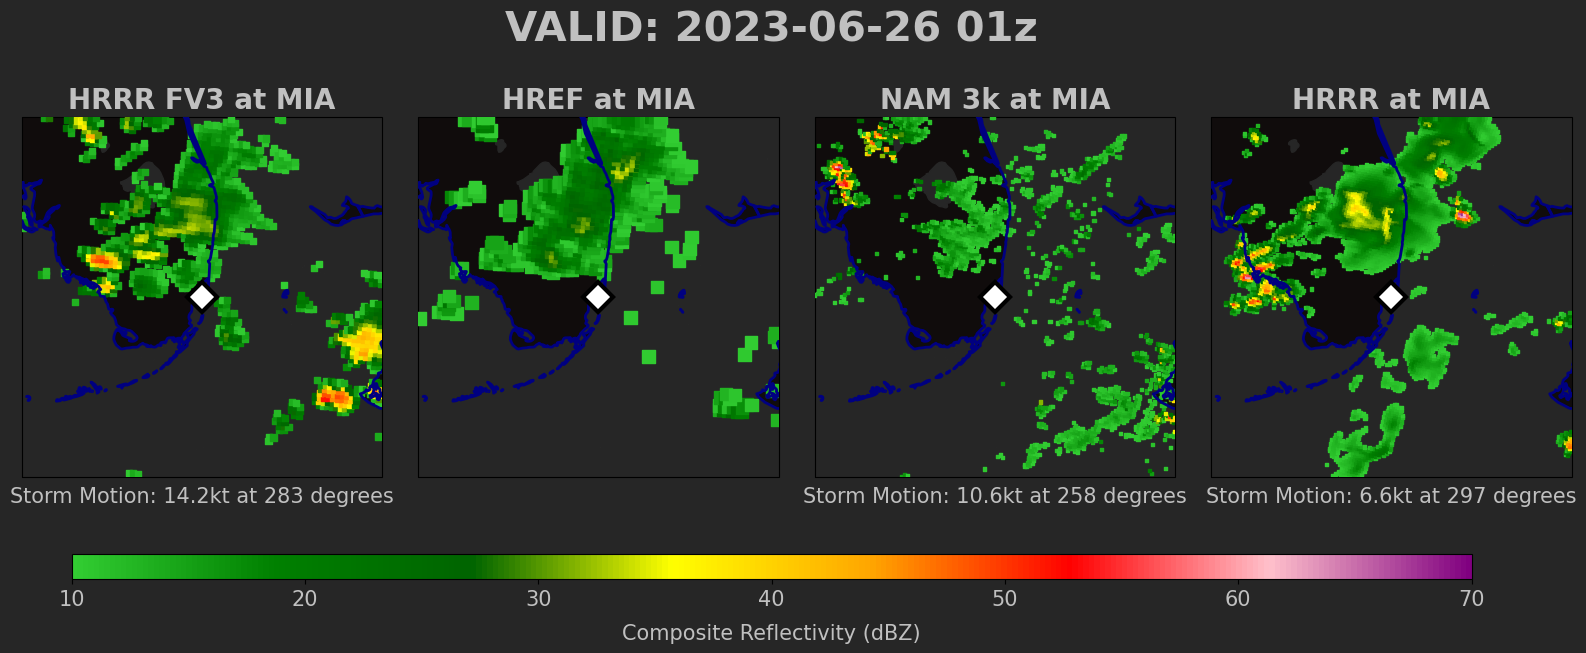 VALID: 2023-06-26 01z
HRRR FV3 at MIA
HREF at MIA
NAM 3k at MIA
HRRR at MIA
Storm Motion: 14.2kt at 283 degrees
Storm Motion: 10.6kt at 258 degrees
Storm Motion: 6.6kt at 297 degrees
10 20 30 40 50 60 70
Composite Reflectivity (dBZ)